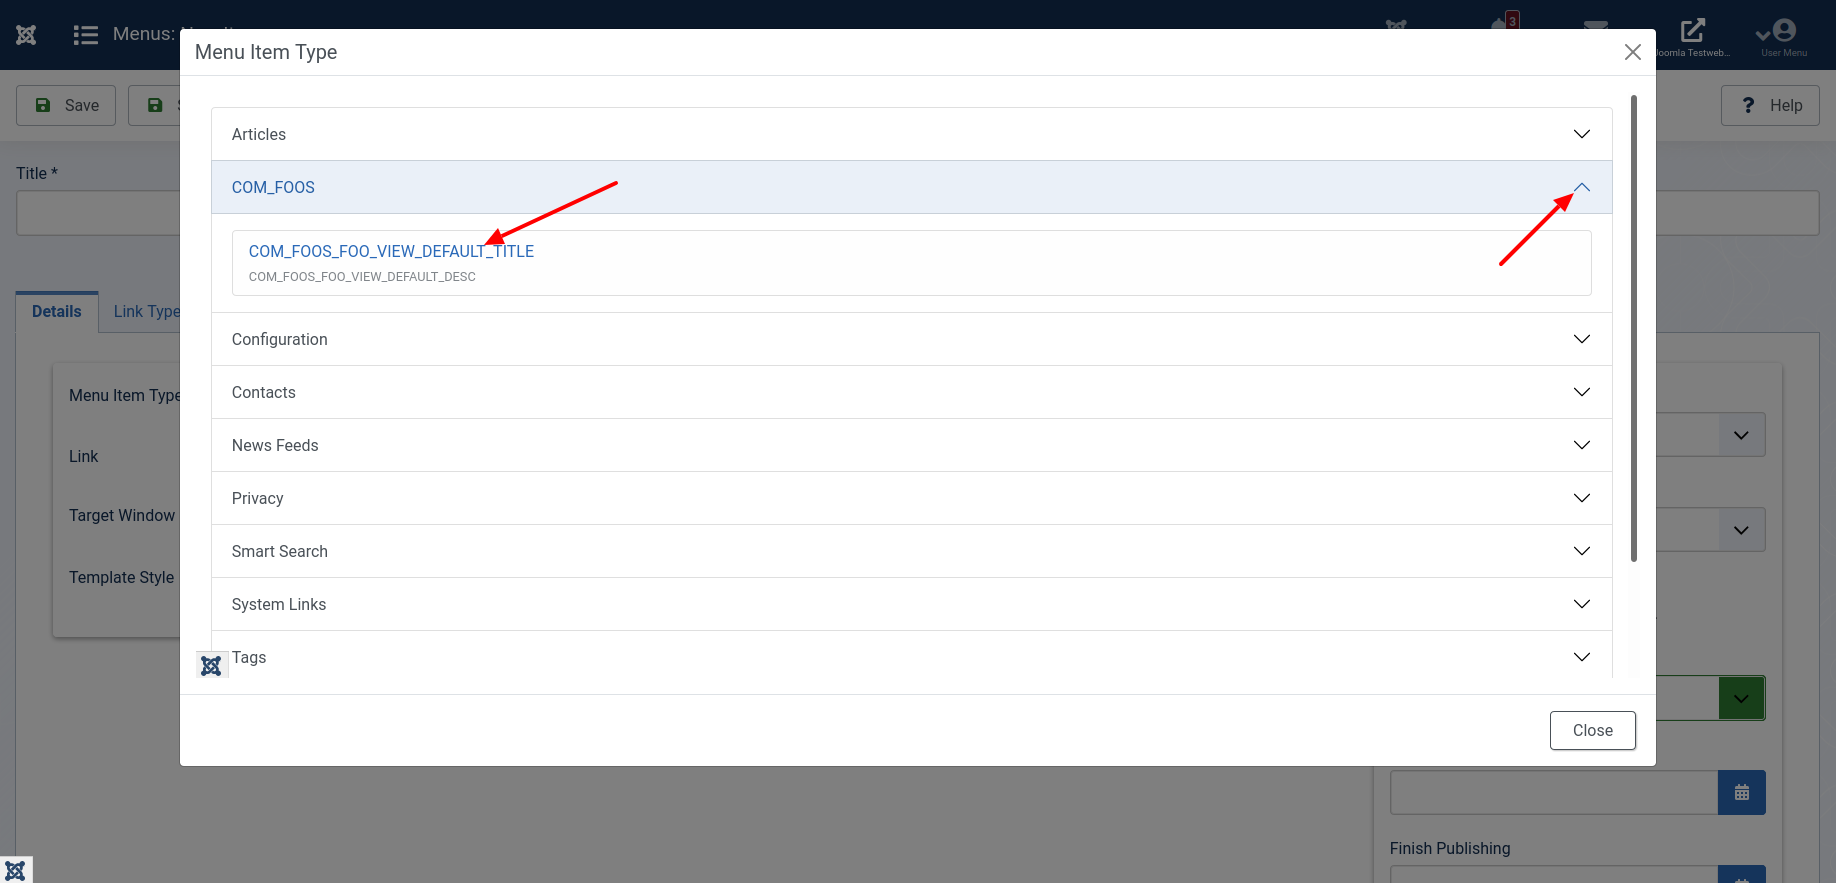 Menus:
3
Joomla Testweb...
User Menu
Menu Item Type
Save
Help
Title *
Articles
COM_FOOS
COM_FOOS_FOO_VIEW_DEFAULT_TITLE
COM_FOOS_FOO_VIEW_DEFAULT_DESC
Details
Link Type
Configuration
Menu Item Type
Contacts
Link
News Feeds
Privacy
Target Window
Smart Search
Template Style
System Links
Tags
Close
Finish Publishing